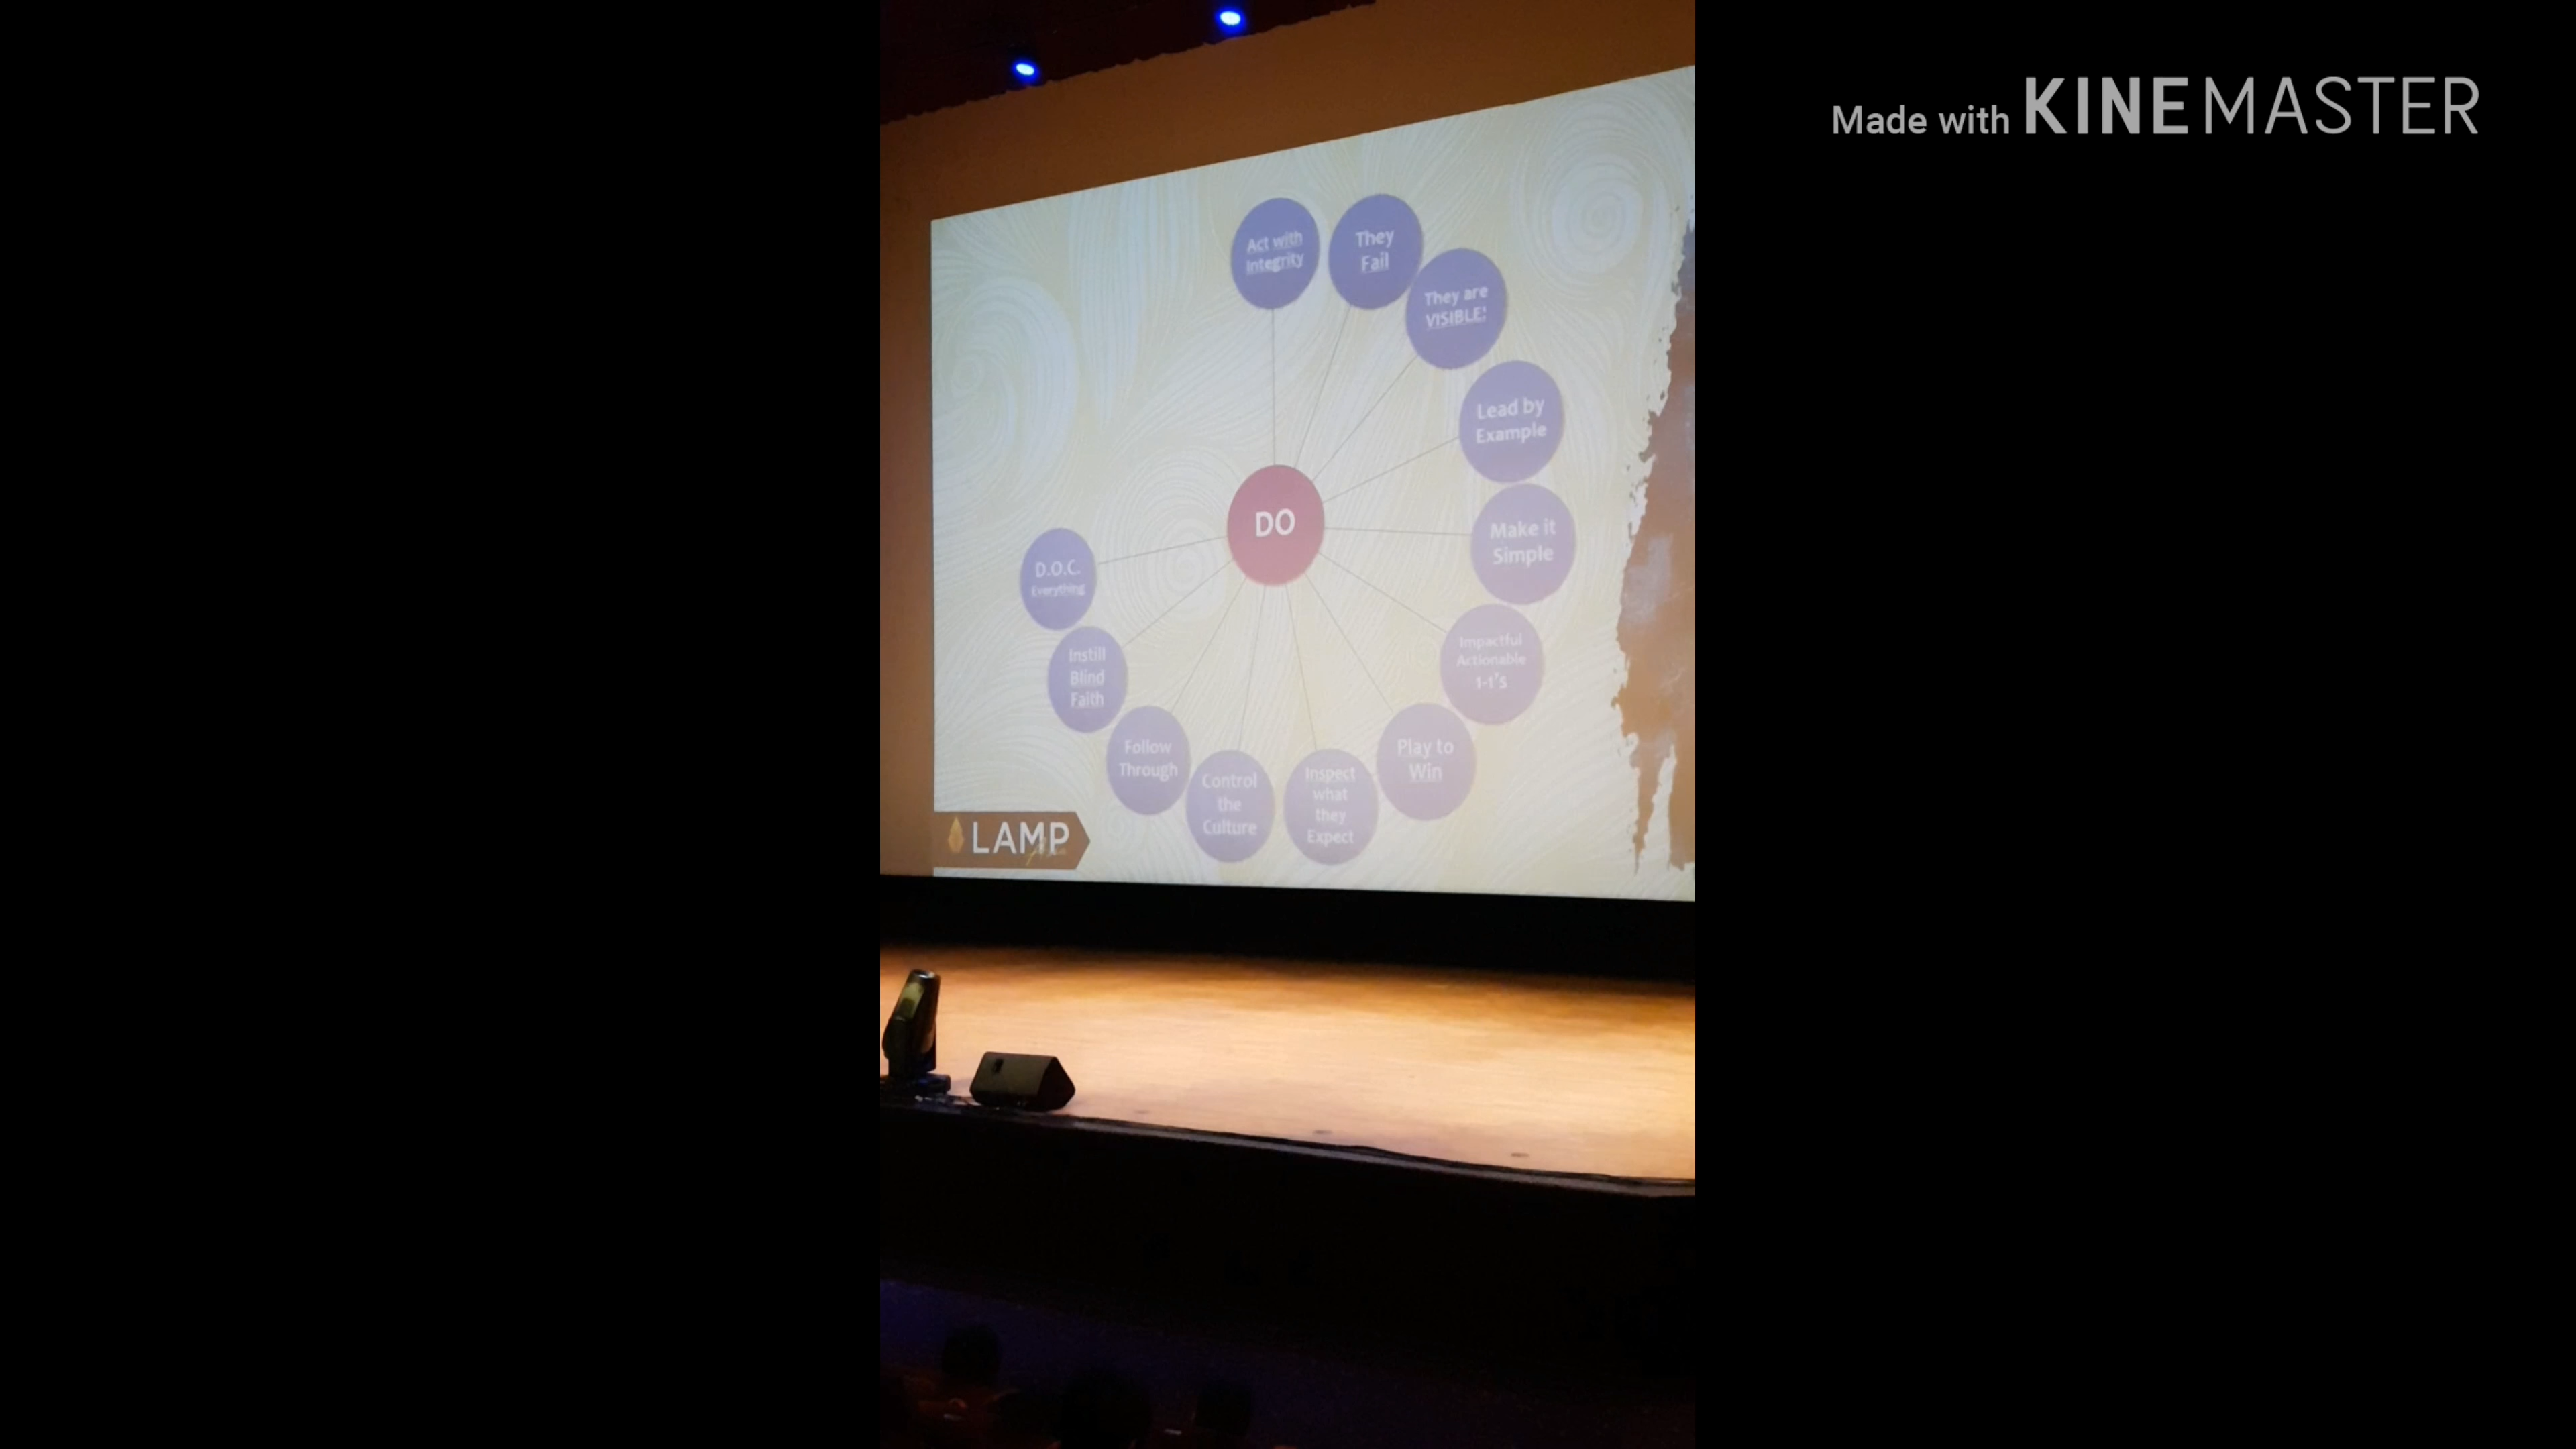 Made with KINEMASTER
Act with
Integrity
They
Fail
They are
VISIBLE!
Lead by
Example
Make it
Simple
Impactful
Actionable
1-1's
Play to
Win
Inspect
what
they
Expect
Control
the
Culture
Follow
Through
Instill
Blind
Faith
D.O.C.
Everything
DO
LAMP